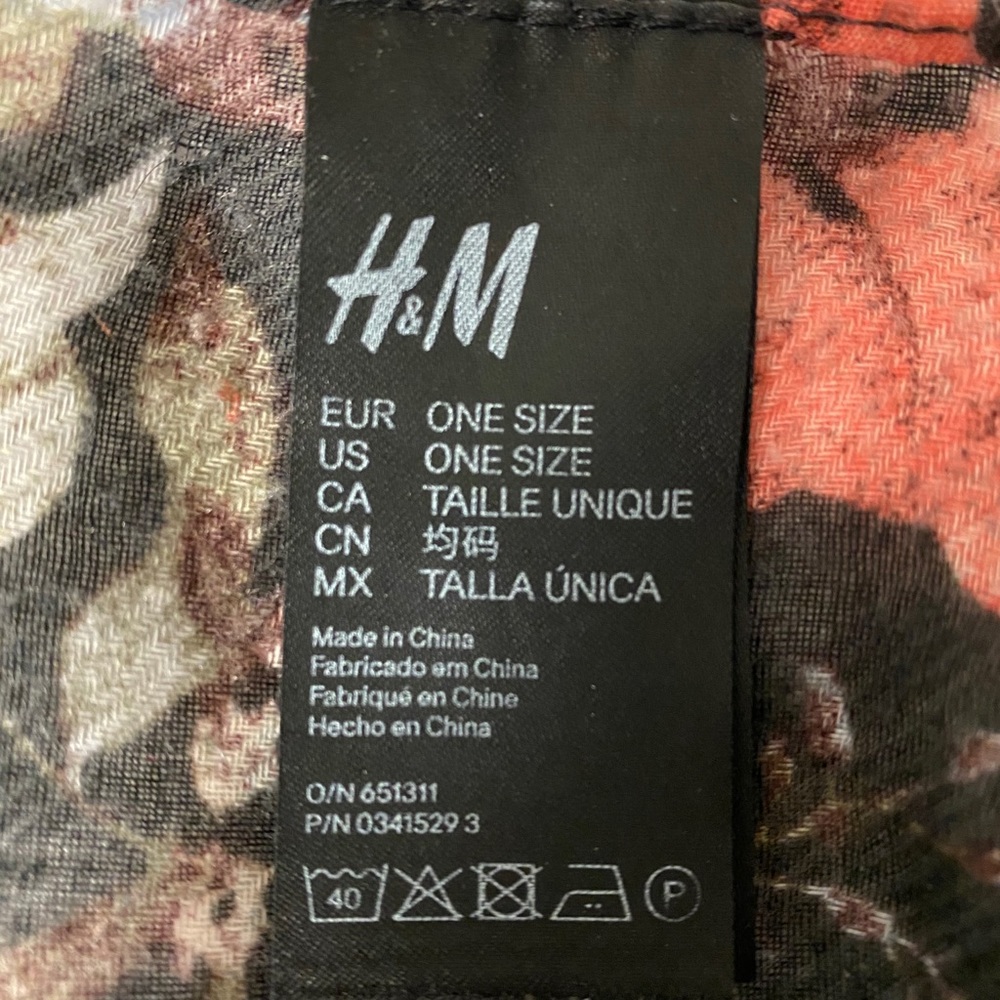 H&M
EUR ONE SIZE
US ONE SIZE
CA TAILLE UNIQUE
CN 均码
MX TALLA ÚNICA
Made in China
Fabricado em China
Fabriqué en Chine
Hecho en China
O/N 651311
P/N 0341529 3
40
P